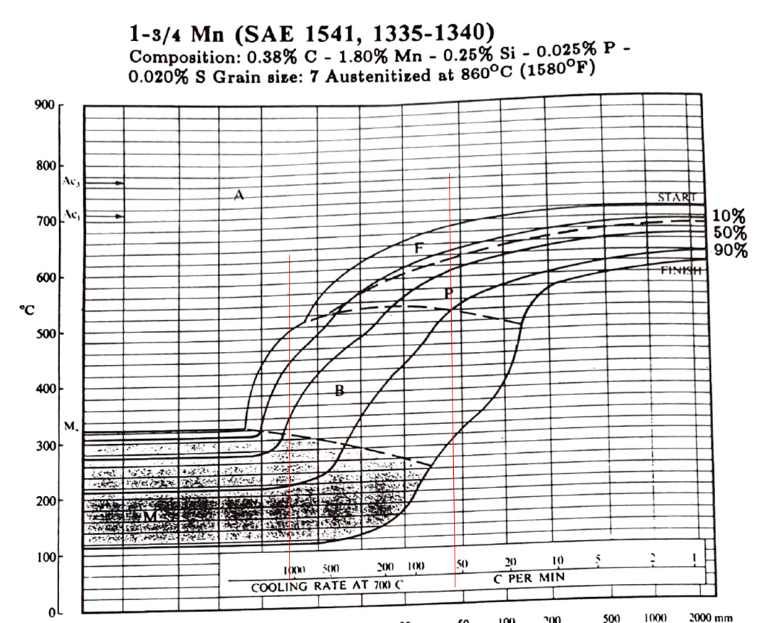 1-3/4 Mn (SAE 1541, 1335-1340)
Composition: 0.38% C - 1.80% Mn - 0.25% Si - 0.025% P -
0.020% S Grain size: 7 Austenitized at 860°C (1580°F)
900
800
Ac₃
A
START
Ac₁
700
10%
F
50%
90%
600
P
FINISH
°C
500
400
B
Mₛ
300
200
M
100
1000 500 200 100 50 20 10 5 2 1
COOLING RATE AT 700 C C PER MIN
0
50 100 200 500 1000 2000 mm